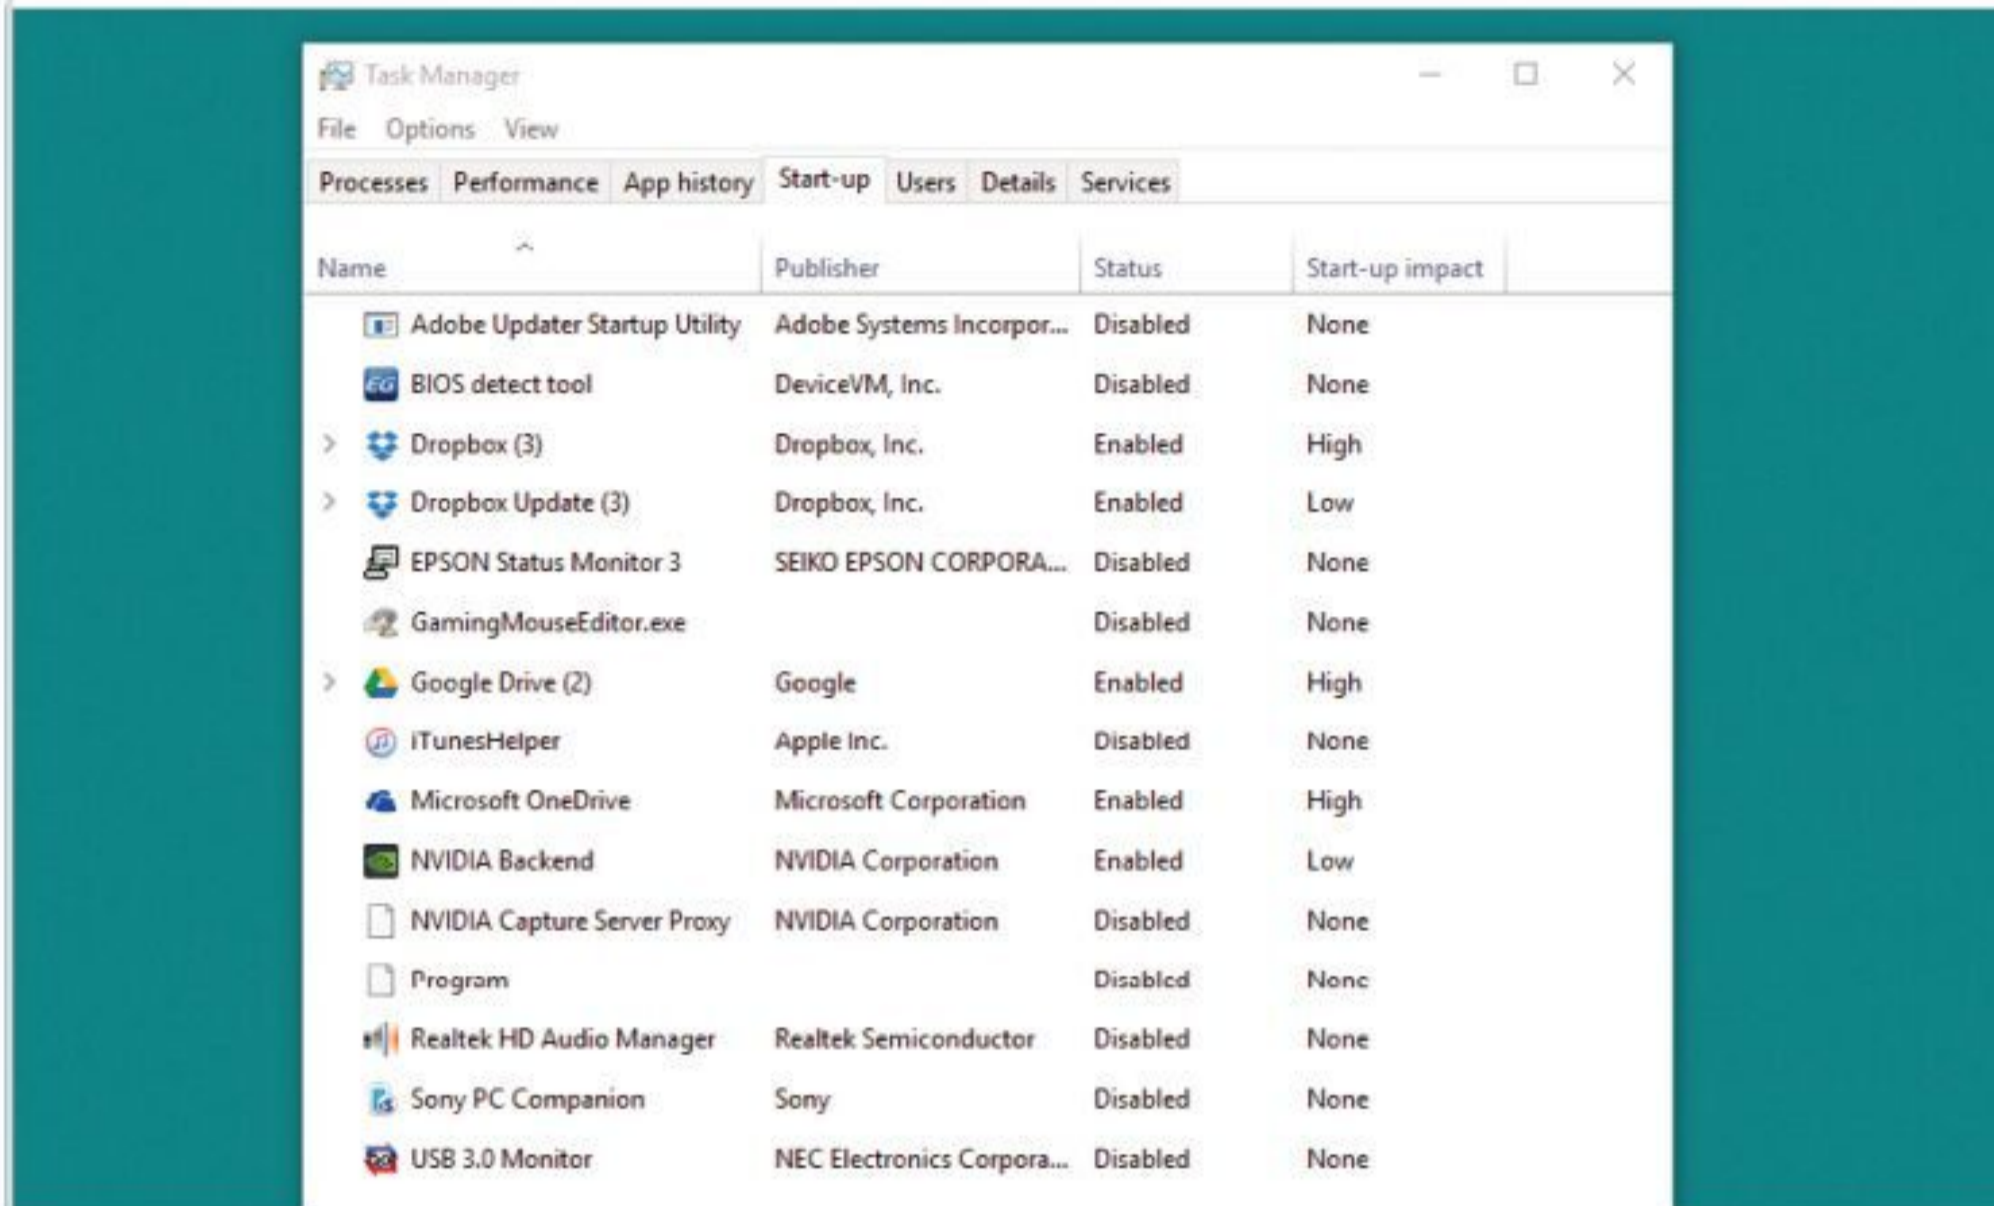 Task Manager
File Options View
Processes Performance App history Start-up Users Details Services
Name Publisher Status Start-up impact
Adobe Updater Startup Utility Adobe Systems Incorpor... Disabled None
EG BIOS detect tool DeviceVM, Inc. Disabled None
Dropbox (3) Dropbox, Inc. Enabled High
Dropbox Update (3) Dropbox, Inc. Enabled Low
EPSON Status Monitor 3 SEIKO EPSON CORPORA... Disabled None
GamingMouseEditor.exe Disabled None
Google Drive (2) Google Enabled High
iTunesHelper Apple Inc. Disabled None
Microsoft OneDrive Microsoft Corporation Enabled High
NVIDIA Backend NVIDIA Corporation Enabled Low
NVIDIA Capture Server Proxy NVIDIA Corporation Disabled None
Program Disabled None
Realtek HD Audio Manager Realtek Semiconductor Disabled None
Sony PC Companion Sony Disabled None
USB 3.0 Monitor NEC Electronics Corpora... Disabled None